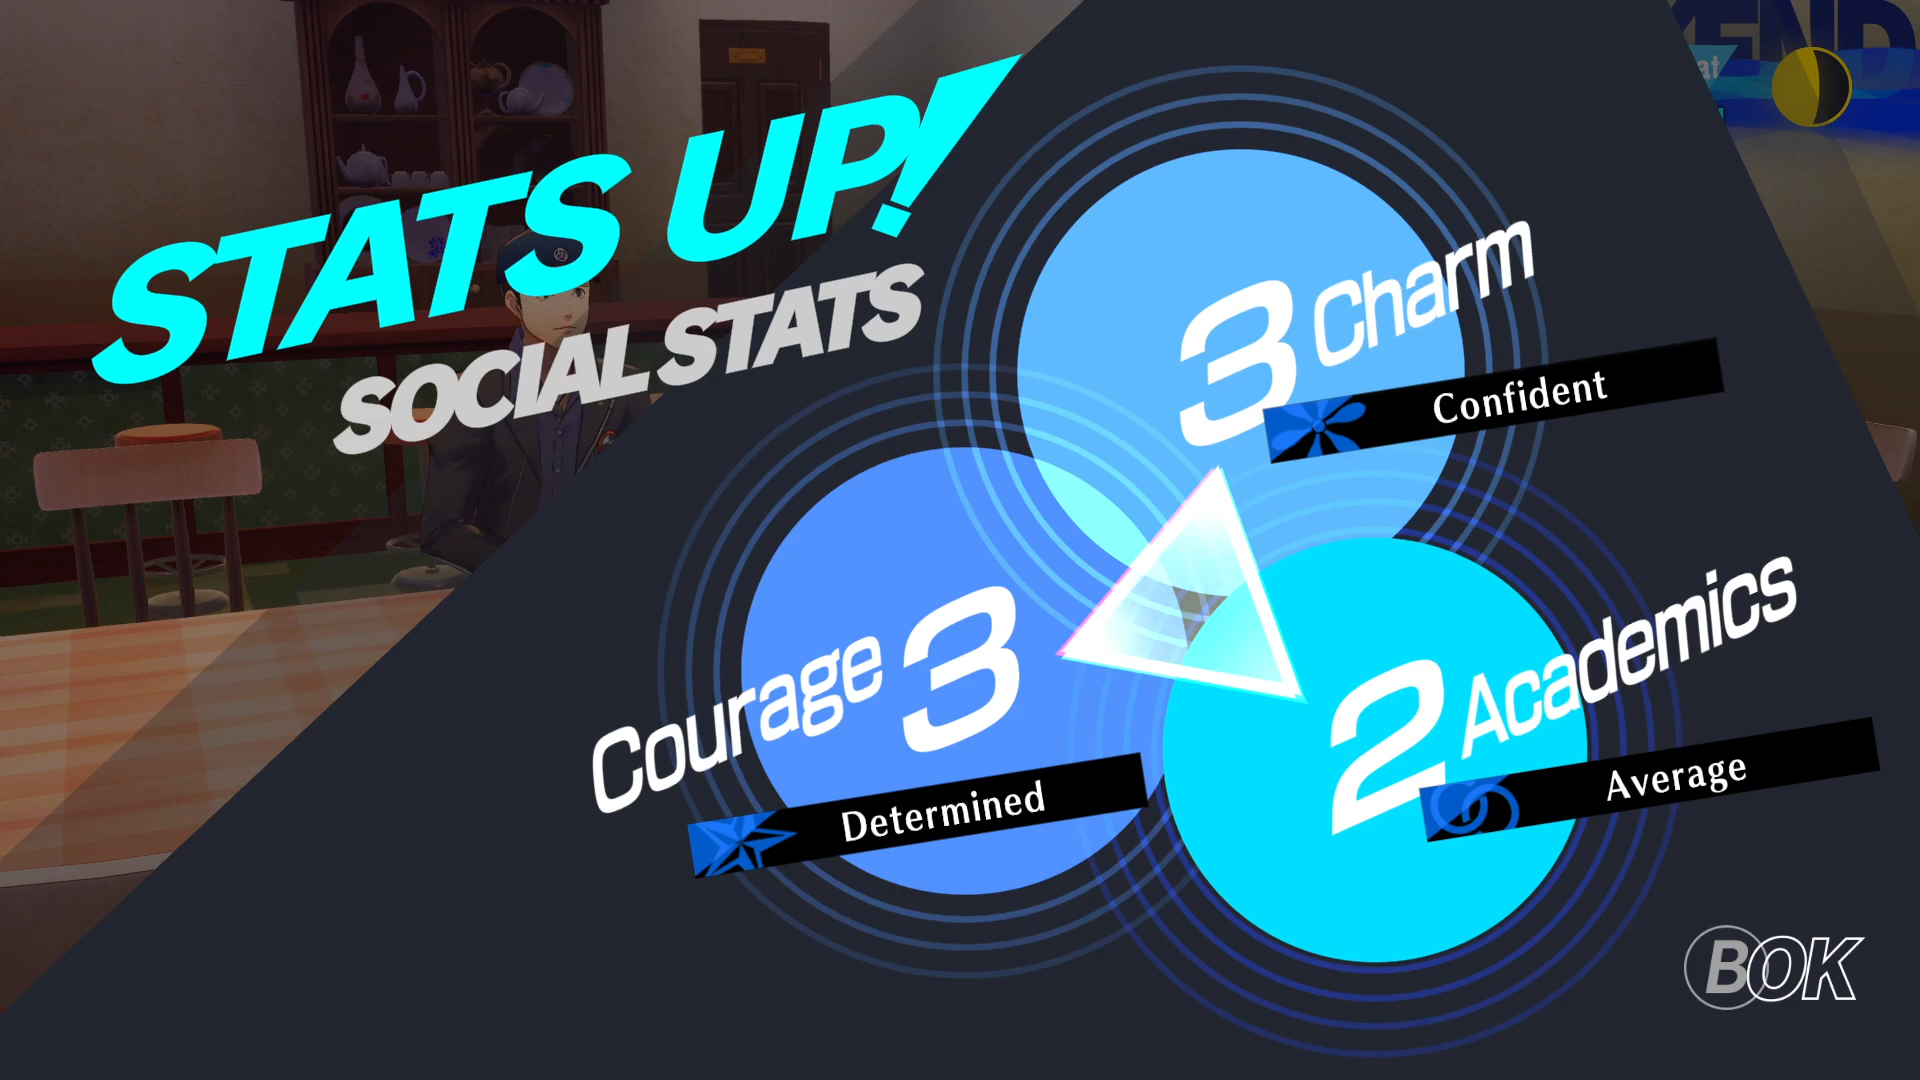 STATS UP!
SOCIAL STATS
3 Charm
Confident
Courage 3
Determined
2 Academics
Average
B OK